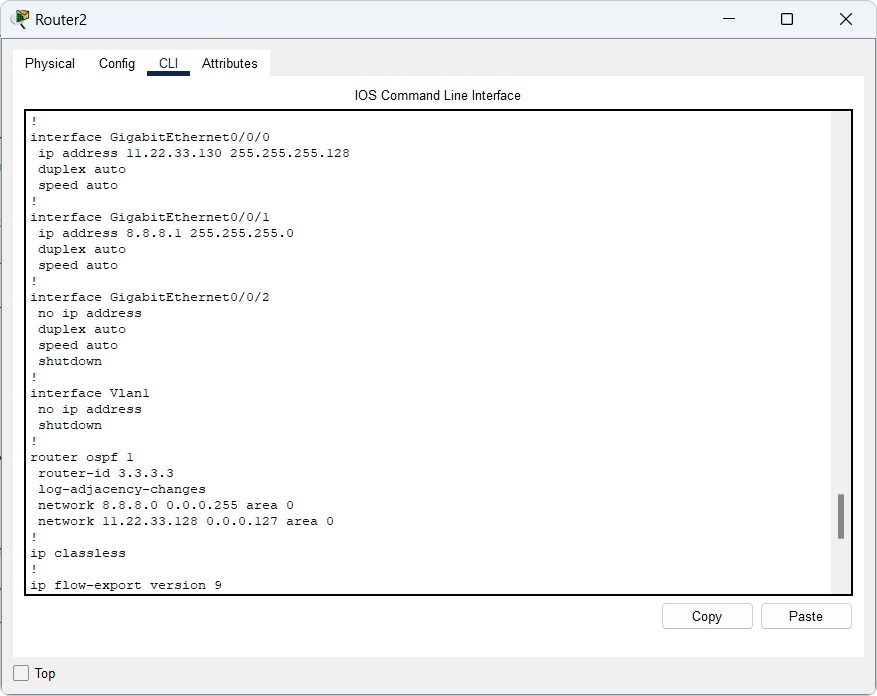 Router2
Physical Config CLI Attributes
IOS Command Line Interface
!
interface GigabitEthernet0/0/0
 ip address 11.22.33.130 255.255.255.128
 duplex auto
 speed auto
!
interface GigabitEthernet0/0/1
 ip address 8.8.8.1 255.255.255.0
 duplex auto
 speed auto
!
interface GigabitEthernet0/0/2
 no ip address
 duplex auto
 speed auto
 shutdown
!
interface Vlan1
 no ip address
 shutdown
!
router ospf 1
 router-id 3.3.3.3
 log-adjacency-changes
 network 8.8.8.0 0.0.0.255 area 0
 network 11.22.33.128 0.0.0.127 area 0
!
ip classless
!
ip flow-export version 9
Copy Paste
Top